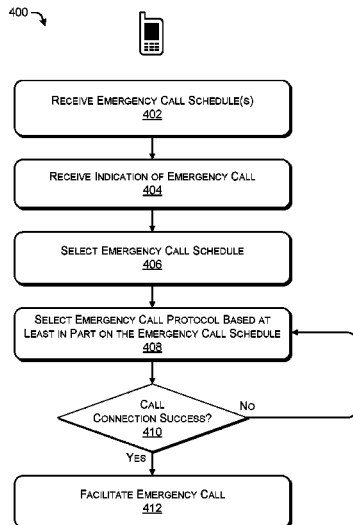 400
RECEIVE EMERGENCY CALL SCHEDULE(S)
402
RECEIVE INDICATION OF EMERGENCY CALL
404
SELECT EMERGENCY CALL SCHEDULE
406
SELECT EMERGENCY CALL PROTOCOL BASED AT
LEAST IN PART ON THE EMERGENCY CALL SCHEDULE
408
CALL
CONNECTION SUCCESS?
410
NO
YES
FACILITATE EMERGENCY CALL
412